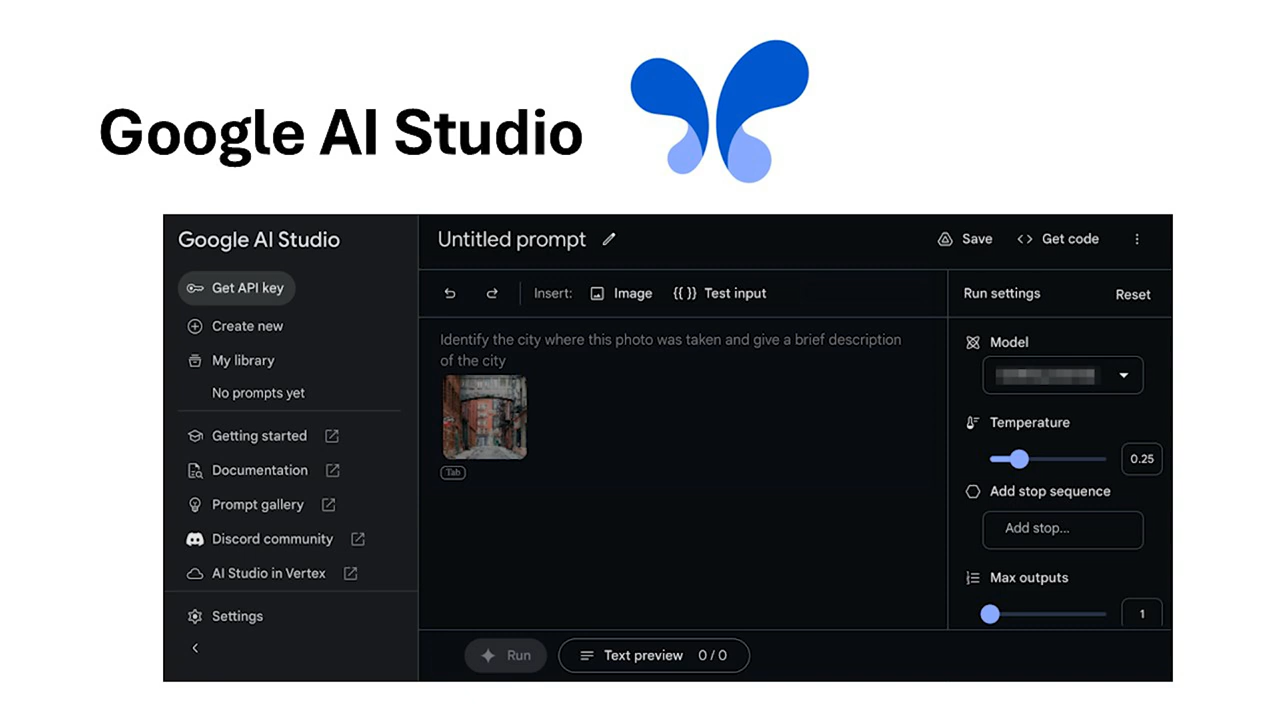 Google AI Studio
Google AI Studio
Get API key
Create new
My library
No prompts yet
Getting started
Documentation
Prompt gallery
Discord community
AI Studio in Vertex
Settings
Untitled prompt
Save
Get code
Insert:
Image
{{ }} Test input
Identify the city where this photo was taken and give a brief description
of the city
Tab
Run
Text preview 0 / 0
Run settings
Reset
Model
Temperature
0.25
Add stop sequence
Add stop...
Max outputs
1